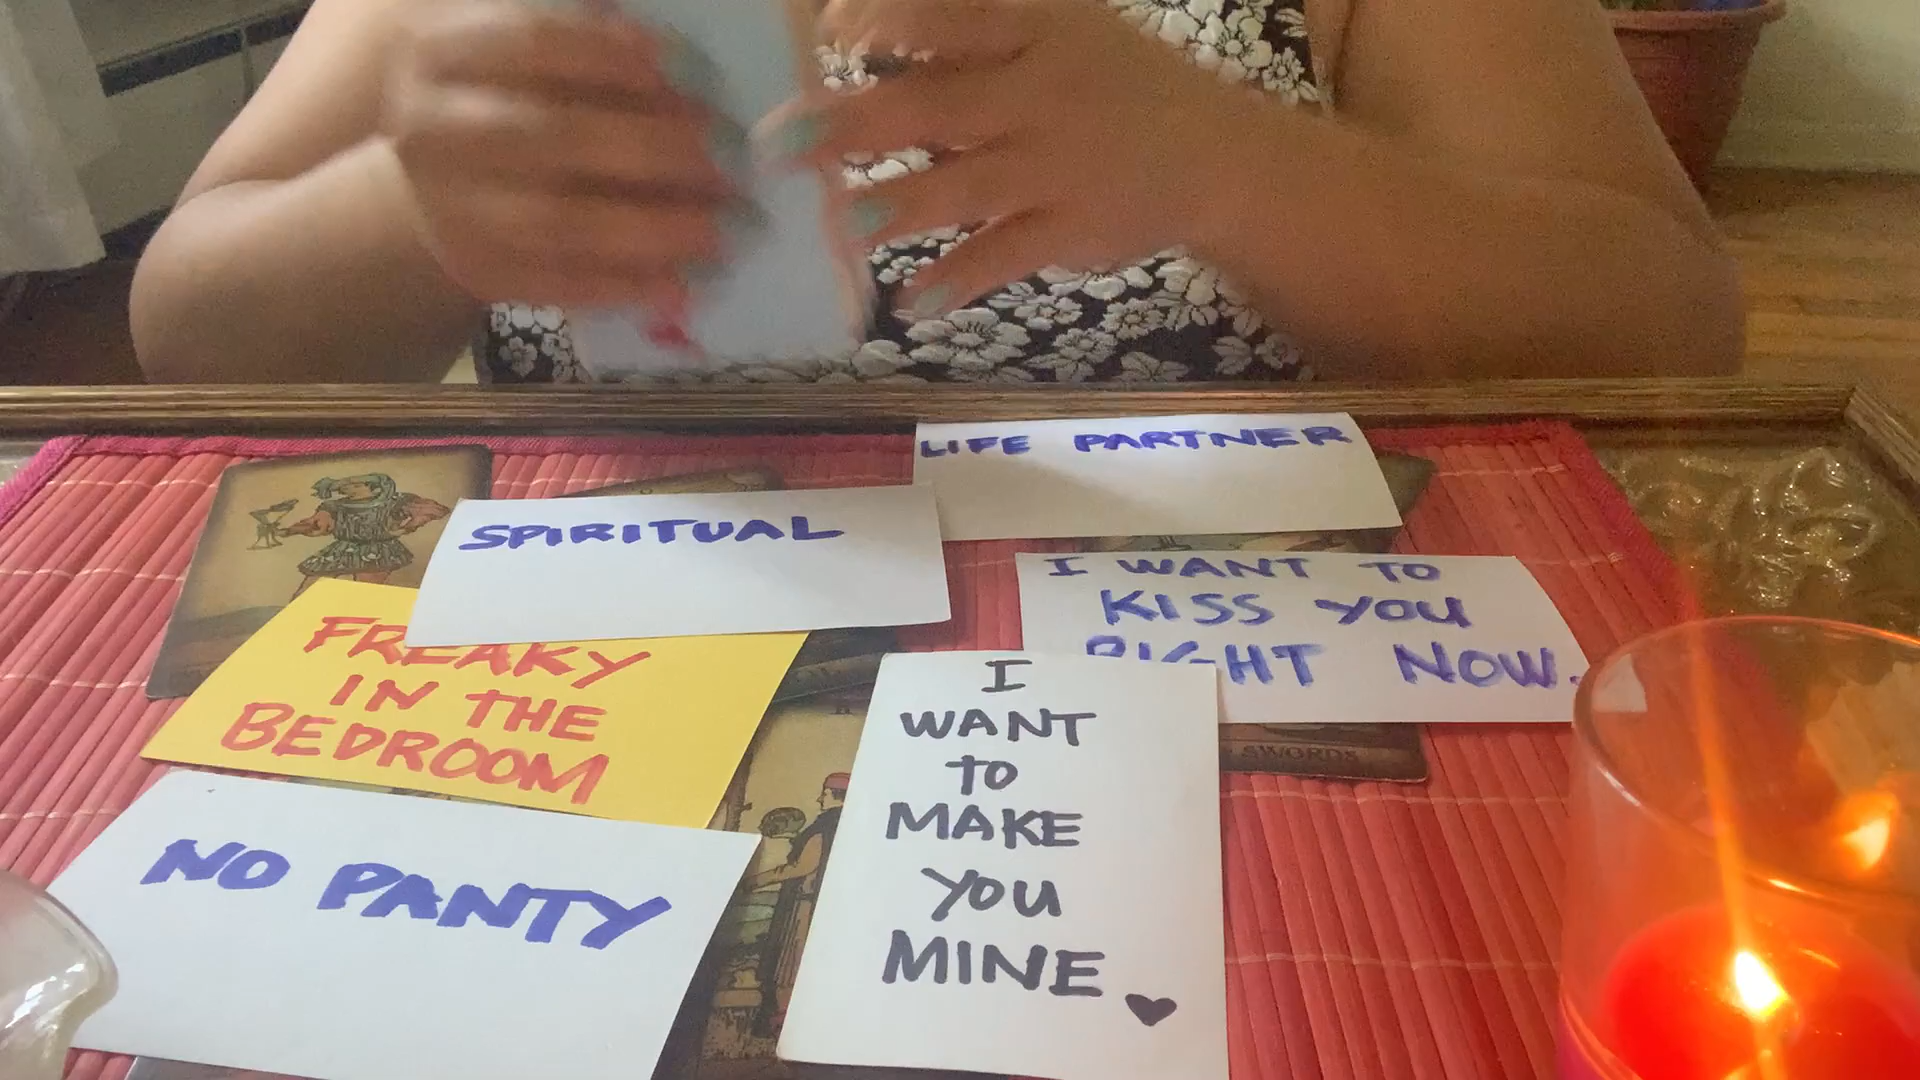 LIFE PARTNER
SPIRITUAL
I WANT TO
KISS YOU
RIGHT NOW.
FREAKY
IN THE
BEDROOM
I
WANT
TO
MAKE
YOU
MINE
NO PANTY
SWORDS